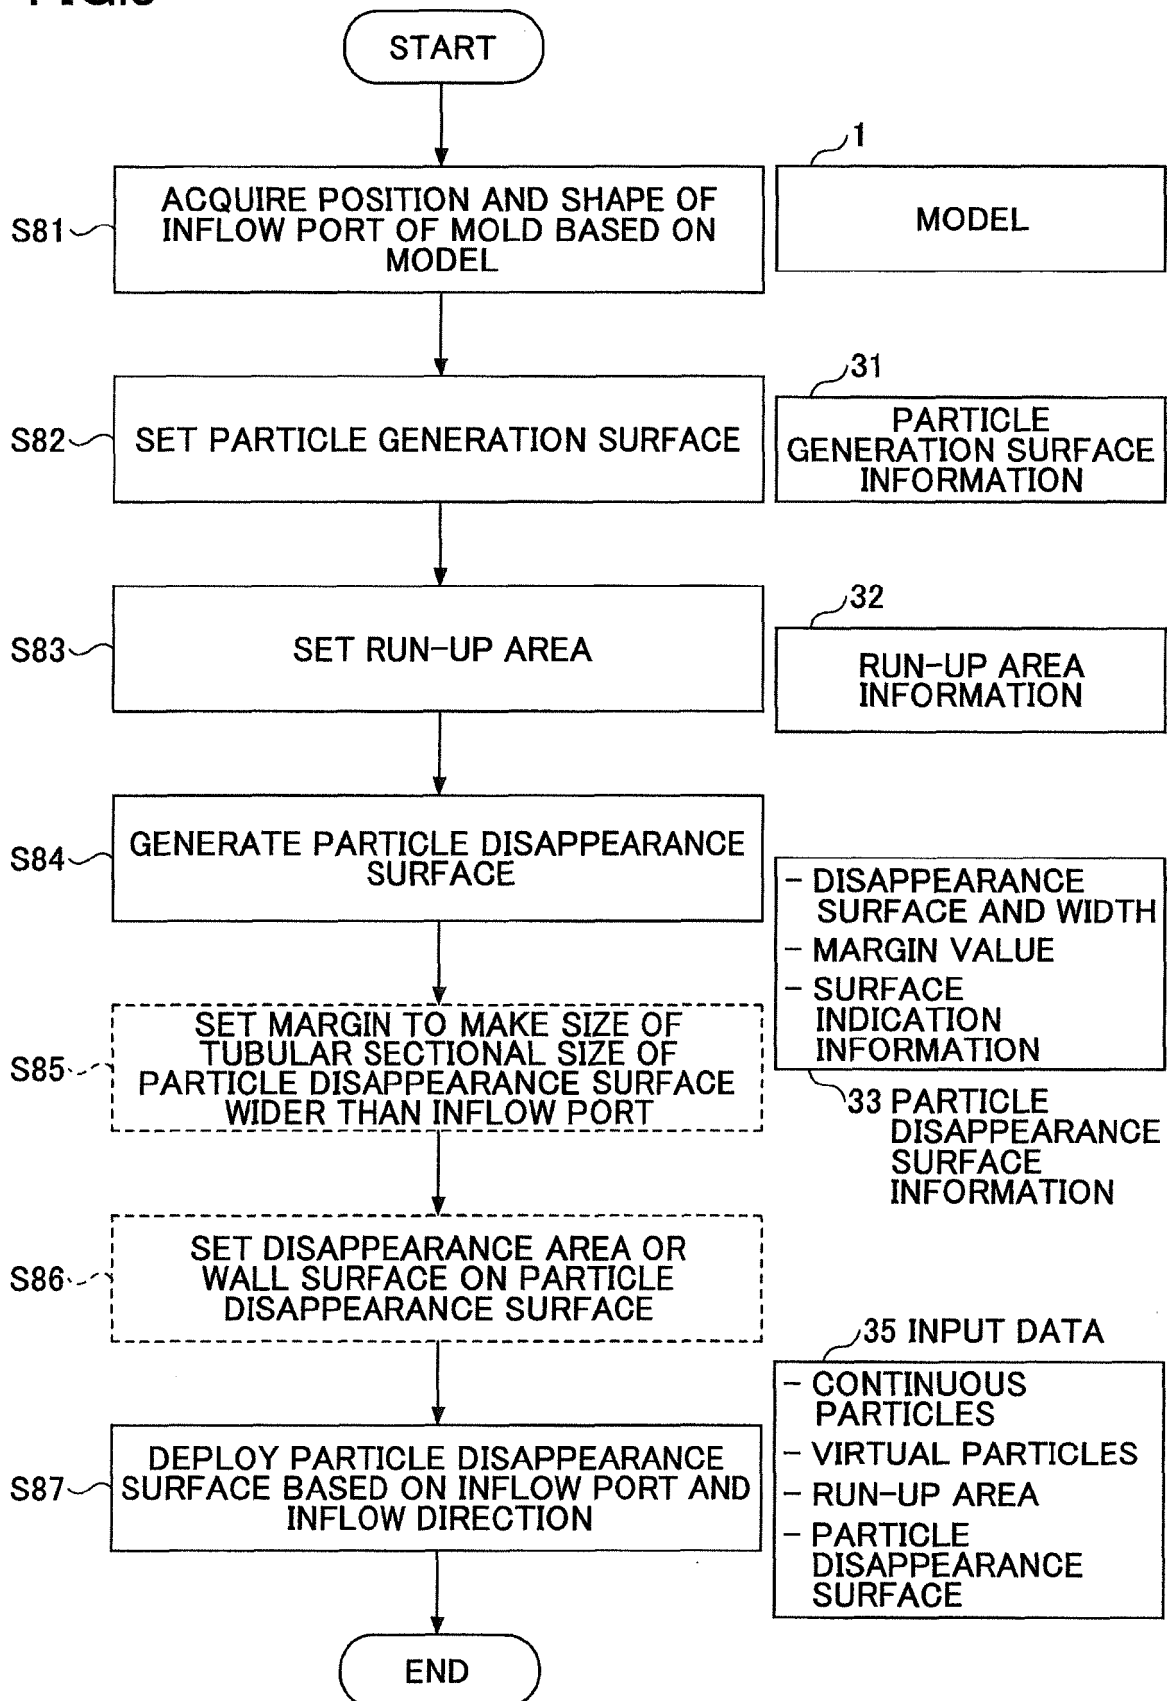 START
1
S81
ACQUIRE POSITION AND SHAPE OF
INFLOW PORT OF MOLD BASED ON
MODEL
MODEL
31
S82
SET PARTICLE GENERATION SURFACE
PARTICLE
GENERATION SURFACE
INFORMATION
32
S83
SET RUN-UP AREA
RUN-UP AREA
INFORMATION
S84
GENERATE PARTICLE DISAPPEARANCE
SURFACE
- DISAPPEARANCE
SURFACE AND WIDTH
- MARGIN VALUE
- SURFACE
INDICATION
INFORMATION
33 PARTICLE
DISAPPEARANCE
SURFACE
INFORMATION
S85
SET MARGIN TO MAKE SIZE OF
TUBULAR SECTIONAL SIZE OF
PARTICLE DISAPPEARANCE SURFACE
WIDER THAN INFLOW PORT
S86
SET DISAPPEARANCE AREA OR
WALL SURFACE ON PARTICLE
DISAPPEARANCE SURFACE
35 INPUT DATA
- CONTINUOUS
PARTICLES
- VIRTUAL PARTICLES
- RUN-UP AREA
- PARTICLE
DISAPPEARANCE
SURFACE
S87
DEPLOY PARTICLE DISAPPEARANCE
SURFACE BASED ON INFLOW PORT AND
INFLOW DIRECTION
END